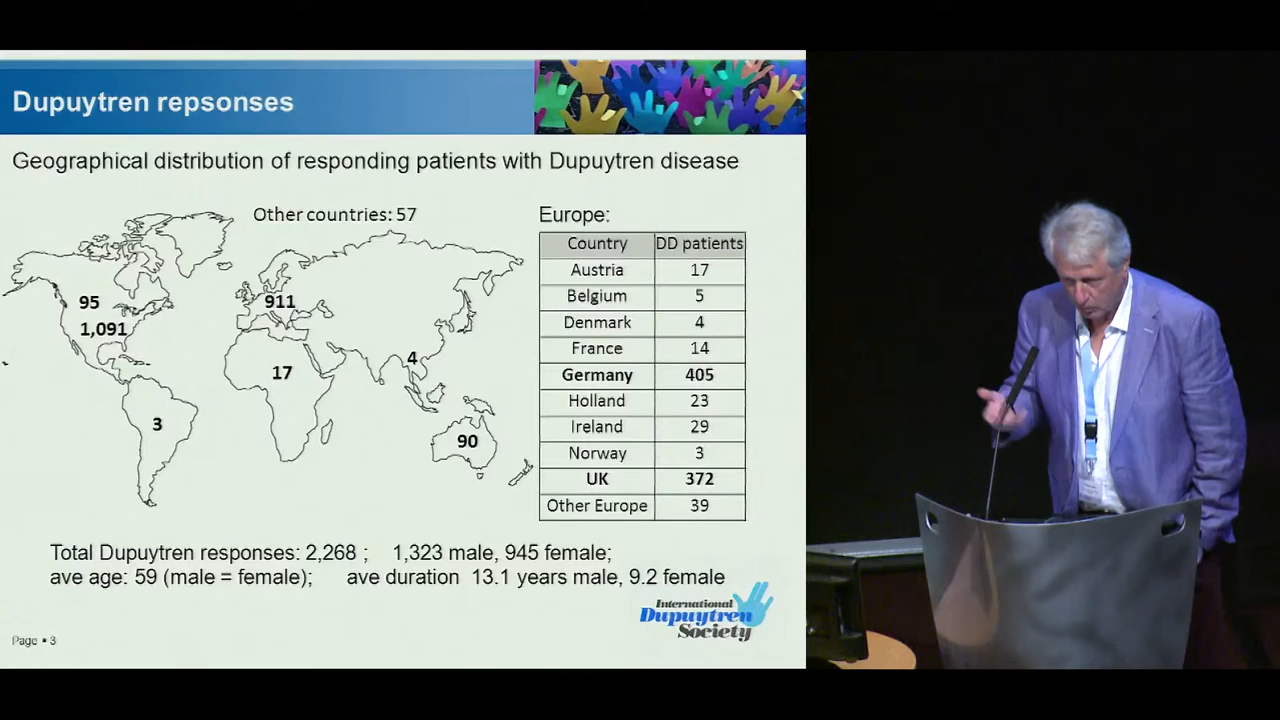 Dupuytren repsonses
Geographical distribution of responding patients with Dupuytren disease
Other countries: 57
95
1,091
911
17
4
3
90
Europe:
Country DD patients
Austria 17
Belgium 5
Denmark 4
France 14
Germany 405
Holland 23
Ireland 29
Norway 3
UK 372
Other Europe 39
Total Dupuytren responses: 2,268 ; 1,323 male, 945 female;
ave age: 59 (male = female); ave duration 13.1 years male, 9.2 female
International
Dupuytren
Society
Page ▪ 3